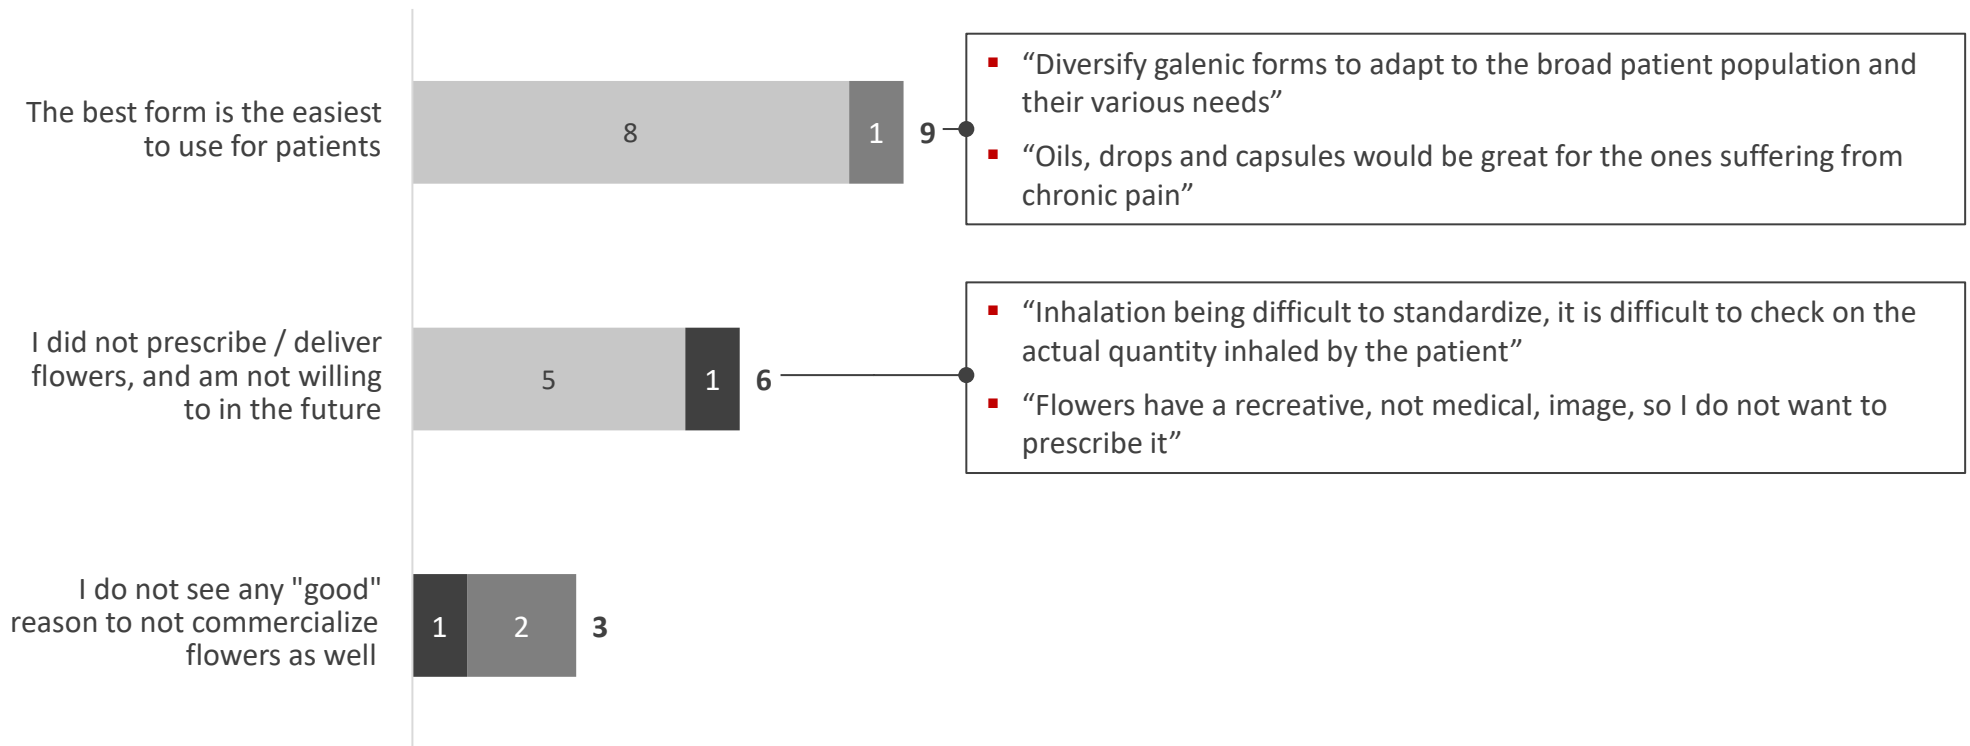 The best form is the easiest
to use for patients
8
1
9
▪ “Diversify galenic forms to adapt to the broad patient population and
their various needs”
▪ “Oils, drops and capsules would be great for the ones suffering from
chronic pain”
I did not prescribe / deliver
flowers, and am not willing
to in the future
5
1
6
▪ “Inhalation being difficult to standardize, it is difficult to check on the
actual quantity inhaled by the patient”
▪ “Flowers have a recreative, not medical, image, so I do not want to
prescribe it”
I do not see any "good"
reason to not commercialize
flowers as well
1
2
3